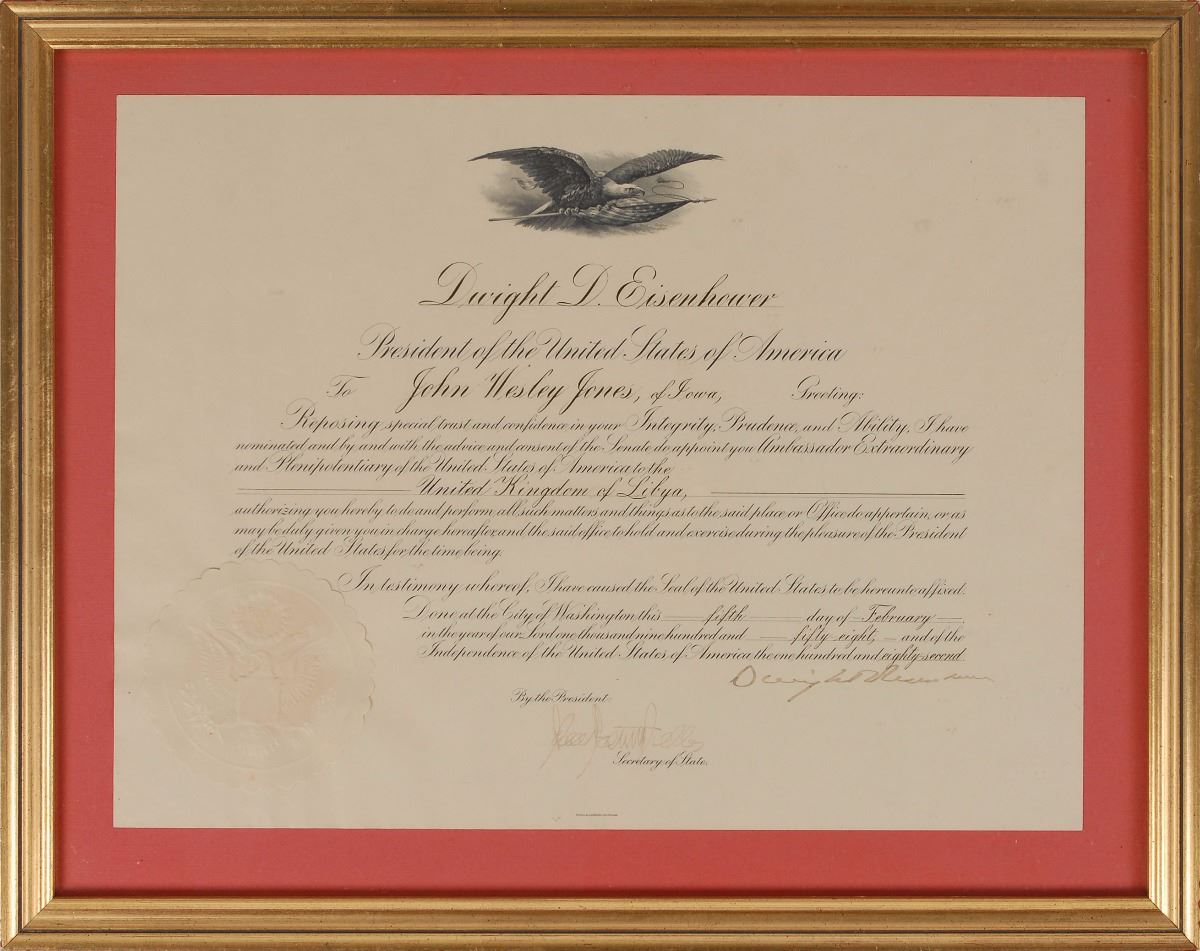 Dwight D. Eisenhower
President of the United States of America
To John Wesley Jones, of Iowa, Greeting:
Reposing special trust and confidence in your Integrity, Prudence, and Ability, I have
nominated and by and with the advice and consent of the Senate do appoint you Ambassador Extraordinary
and Plenipotentiary of the United States of America to the
United Kingdom of Libya,
authorizing you hereby to do and perform all such matters and things as to the said place or Office do appertain, or as
may be duly given you in charge hereafter, and the said office to hold and exercise during the pleasure of the President
of the United States for the time being.
In testimony whereof, I have caused the Seal of the United States to be hereunto affixed.
Done at the City of Washington this fifth day of February
in the year of our Lord one thousand nine hundred and fifty-eight, and of the
Independence of the United States of America the one hundred and eighty-second.
Dwight D Eisenhower
By the President:
Secretary of State.